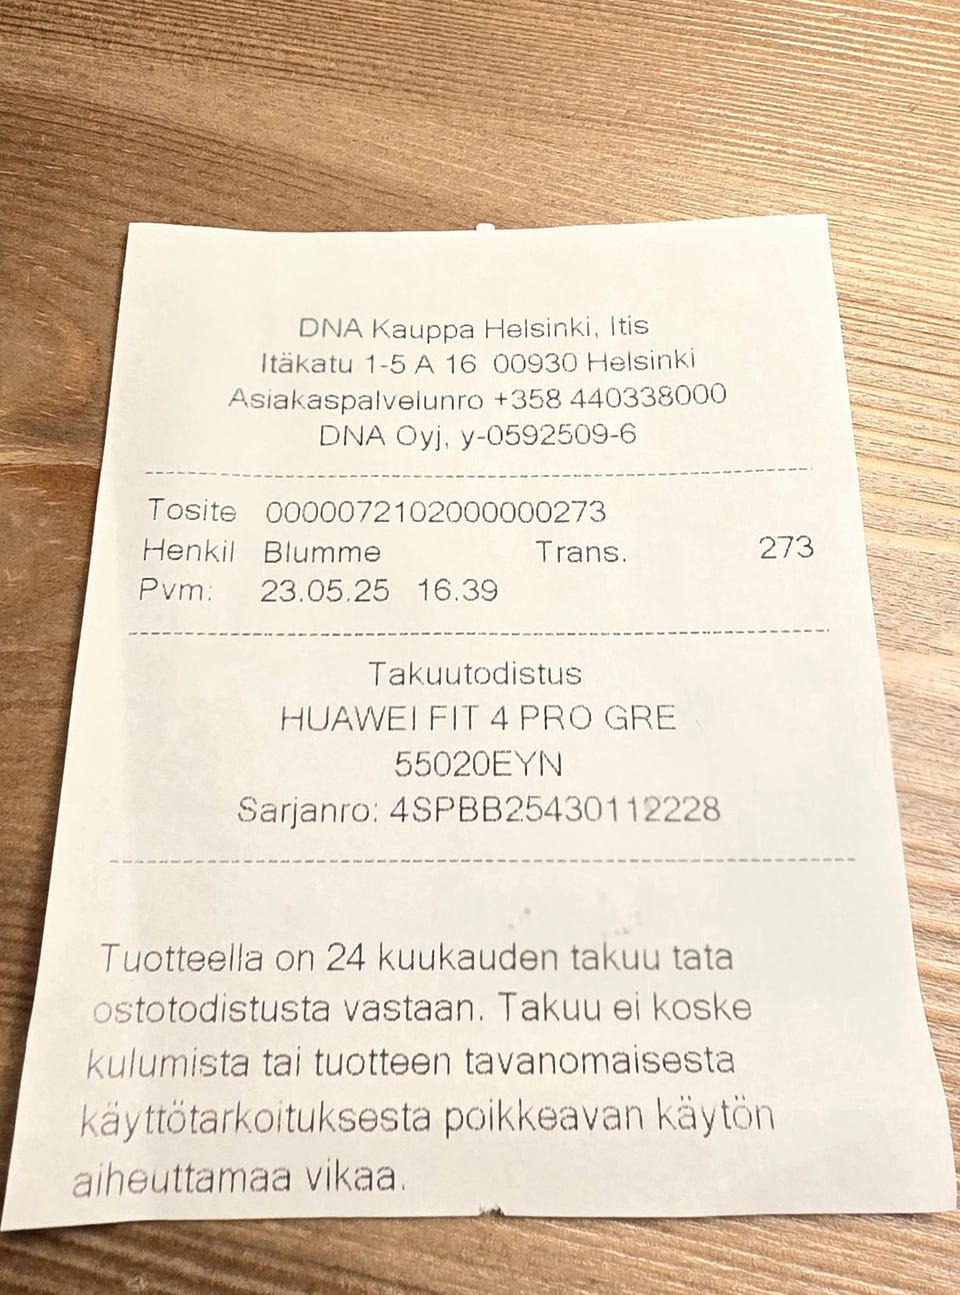 DNA Kauppa Helsinki, Itis
Itäkatu 1-5 A 16 00930 Helsinki
Asiakaspalvelunro +358 440338000
DNA Oyj, y-0592509-6
Tosite 0000072102000000273
Henkil Blumme Trans. 273
Pvm: 23.05.25 16.39
Takuutodistus
HUAWEI FIT 4 PRO GRE
55020EYN
Sarjanro: 4SPBB25430112228
Tuotteella on 24 kuukauden takuu tata
ostotodistusta vastaan. Takuu ei koske
kulumista tai tuotteen tavanomaisesta
käyttötarkoituksesta poikkeavan käytön
aiheuttamaa vikaa.